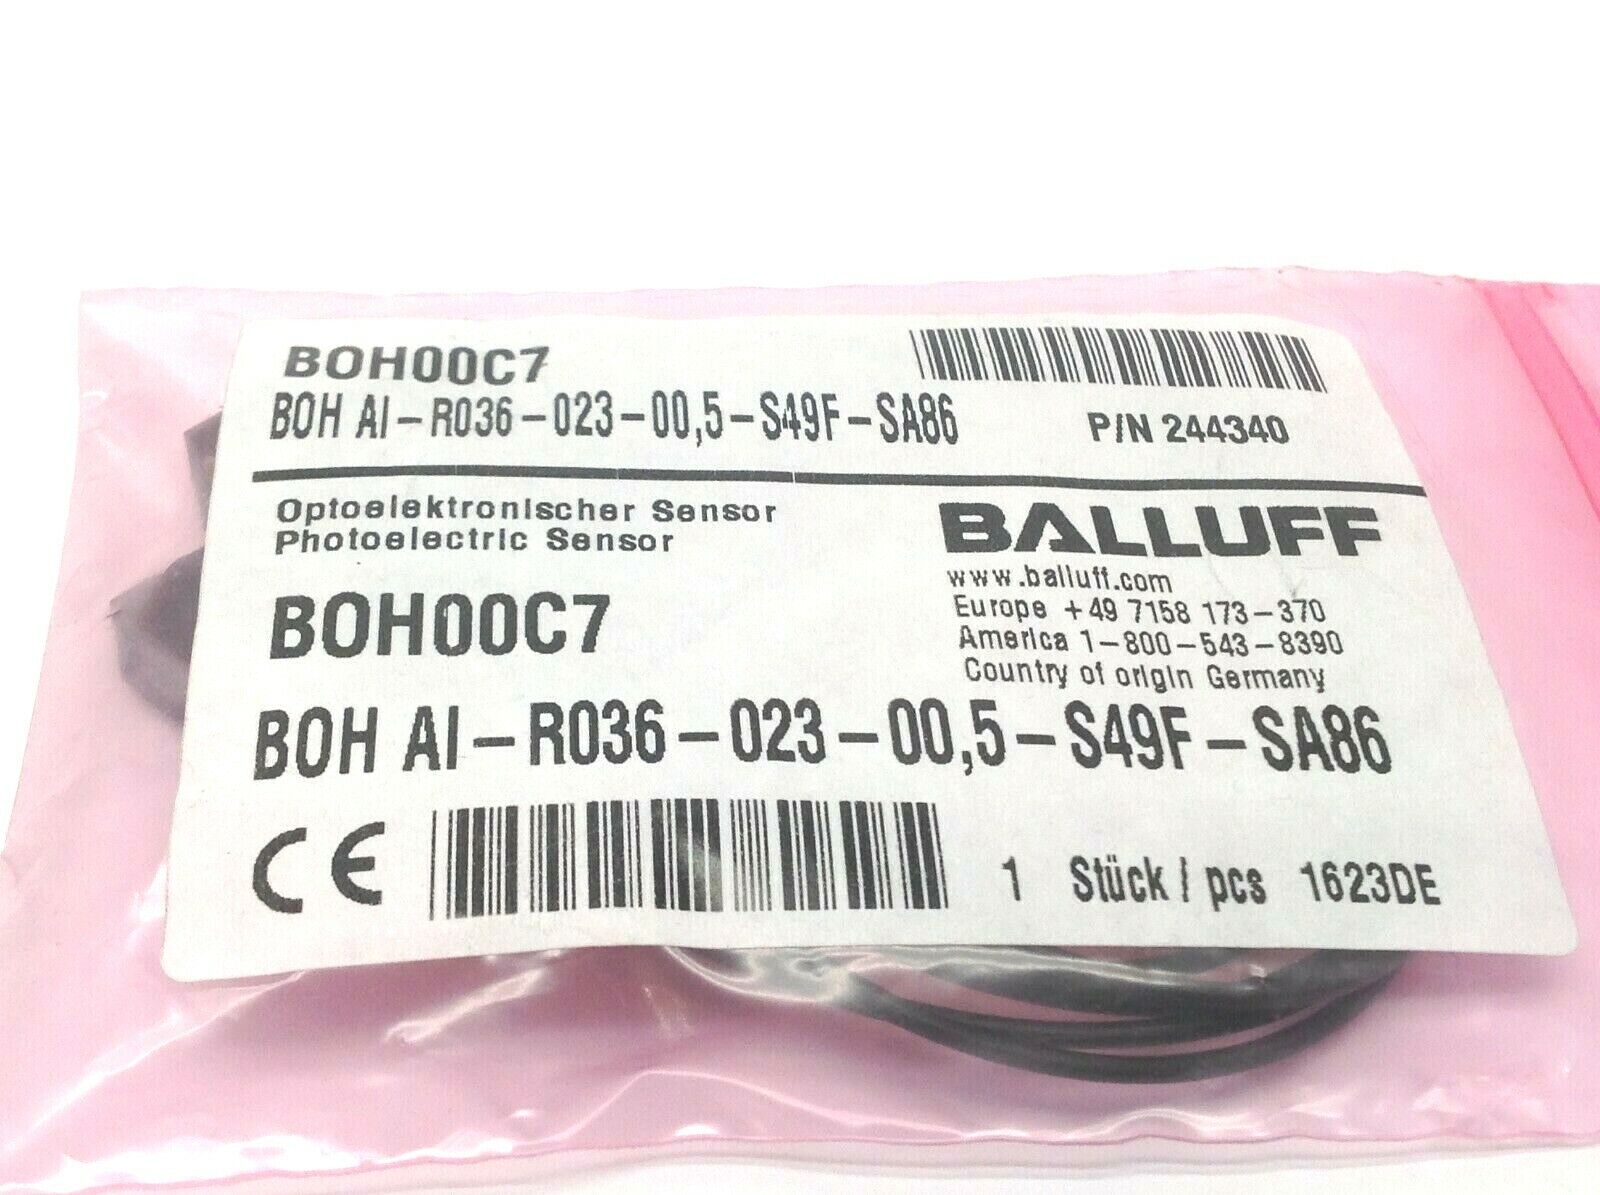 BOH00C7
BOH AI-R036-023-00,5-S49F-SA86
P/N 244340
Optoelektronischer Sensor
Photoelectric Sensor
BALLUFF
www.balluff.com
Europe +49 7158 173-370
America 1-800-543-8390
Country of origin Germany
BOH00C7
BOH AI-R036-023-00,5-S49F-SA86
CE
1 Stück / pcs 1623DE